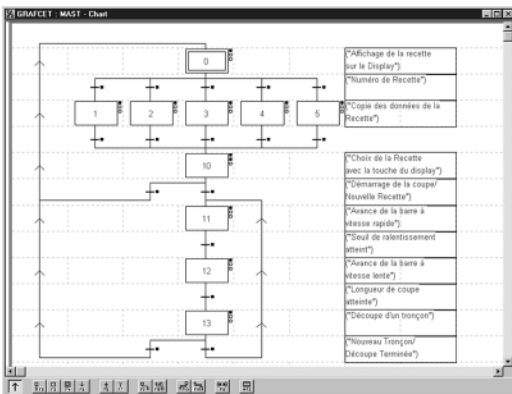 GRAFCET : MAST - Chart
0
("Affichage de la recette
sur le Display")
("Numéro de Recette")
1 2 3 4 5
("Copie des données de la
Recette")
10
("Choix de la Recette
avec la touche du display")
("Démarrage de la coupe/
Nouvelle Recette")
11
("Avance de la barre à
vitesse rapide")
("Seuil de ralentissement
atteint")
12
("Avance de la barre à
vitesse lente")
("Longueur de coupe
atteinte")
13
("Découpe d'un tronçon")
("Nouveau Tronçon/
Découpe Terminée")